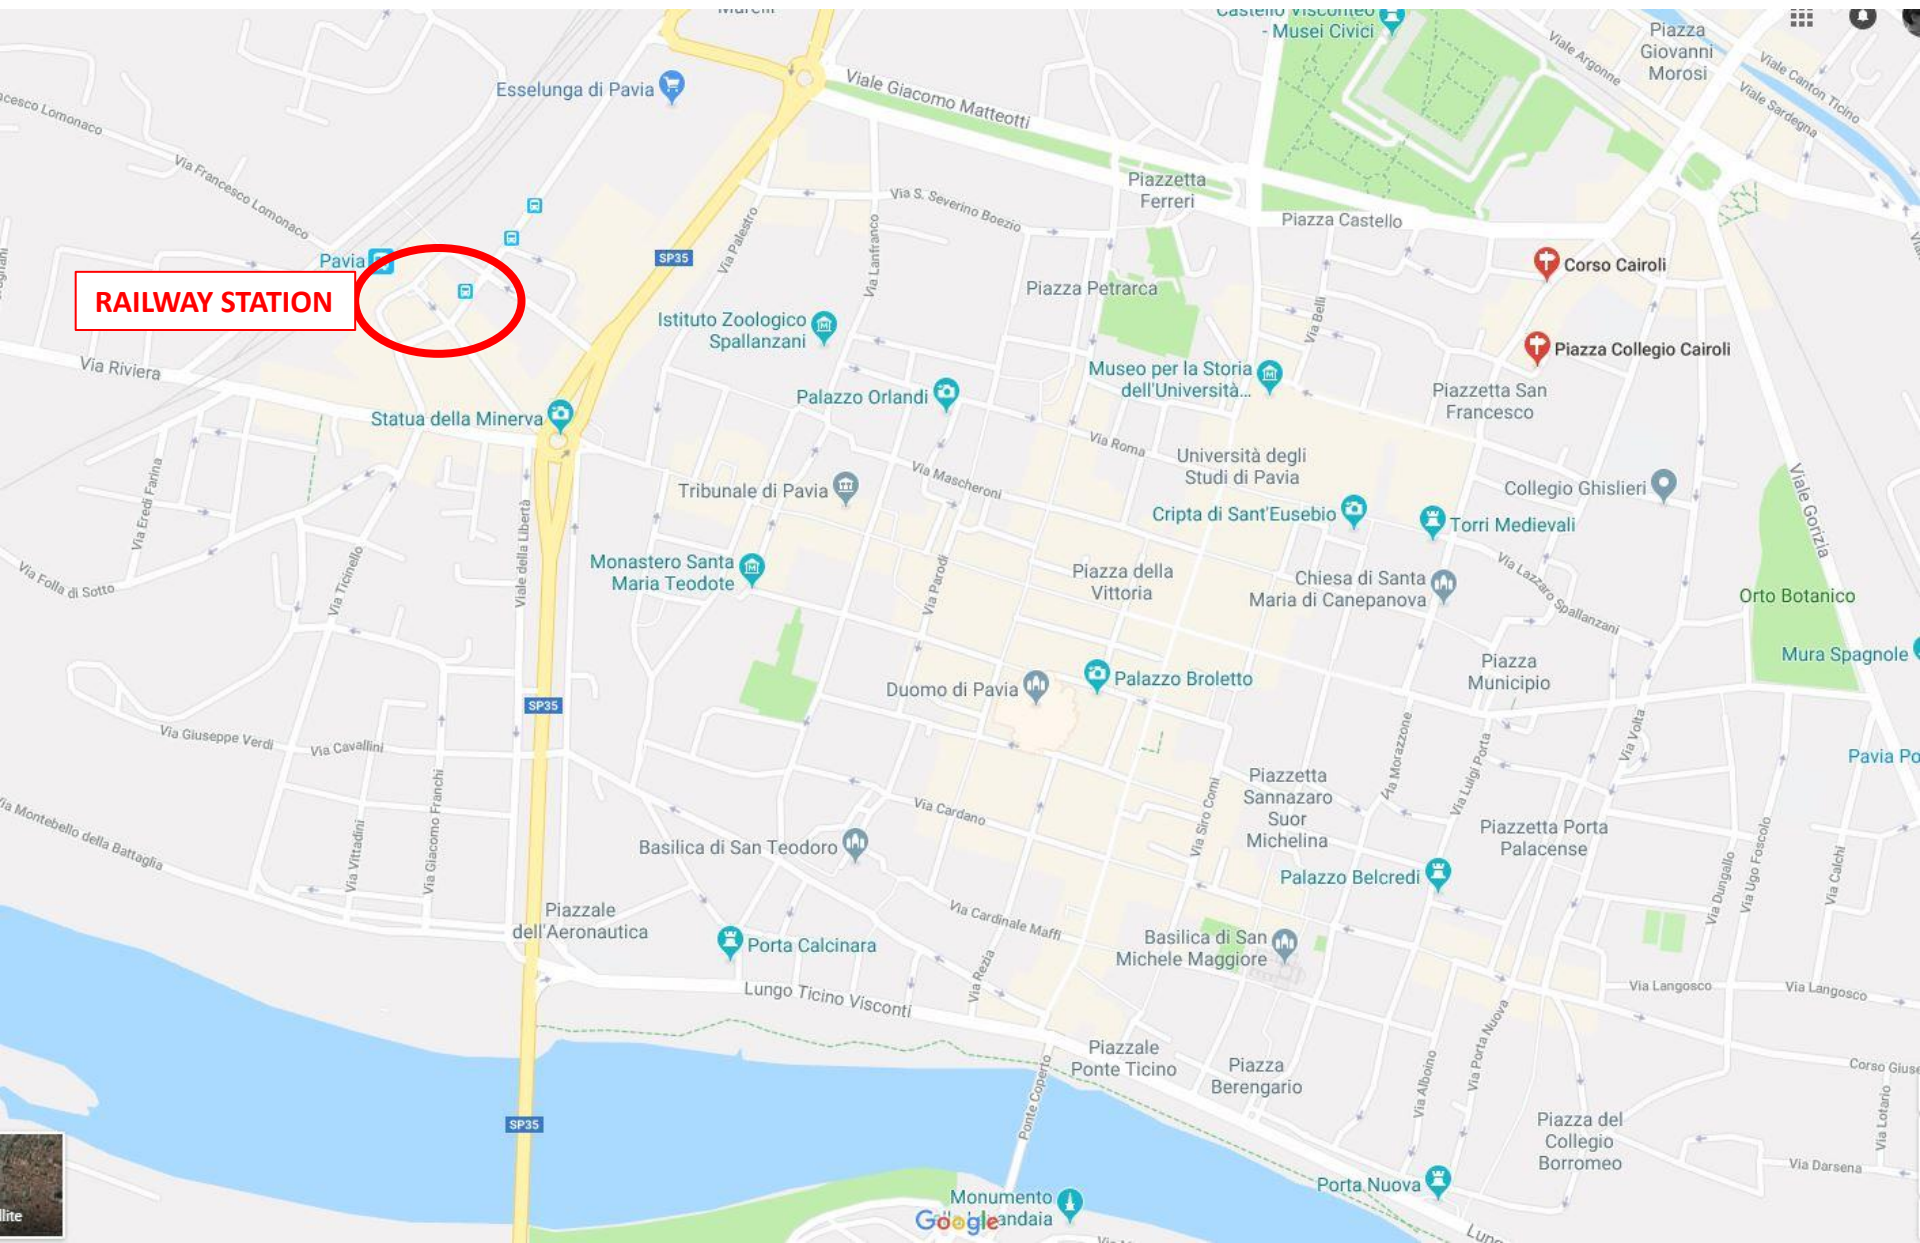 Castello Visconteo
- Musei Civici
Piazza
Giovanni
Morosi
Viale Argonne
Viale Canton Ticino
Viale Sardegna
Esselunga di Pavia
Viale Giacomo Matteotti
Via Francesco Lomonaco
Piazzetta
Ferreri
Via S. Severino Boezio
Piazza Castello
Via Palestro
Via Lanfranco
Pavia
SP35
Corso Cairoli
RAILWAY STATION
Piazza Petrarca
Via Belli
Istituto Zoologico
Spallanzani
Piazza Collegio Cairoli
Via Riviera
Museo per la Storia
dell'Università...
Palazzo Orlandi
Piazzetta San
Francesco
Statua della Minerva
Via Roma
Università degli
Studi di Pavia
Via Mascheroni
Tribunale di Pavia
Collegio Ghislieri
Viale Gorizia
Via Eredi Farina
Cripta di Sant'Eusebio
Torri Medievali
Viale della Libertà
Monastero Santa
Maria Teodote
Via Folla di Sotto
Via Ticinello
Via Parodi
Piazza della
Vittoria
Chiesa di Santa
Maria di Canepanova
Via Lazzaro Spallanzani
Orto Botanico
Mura Spagnole
Piazza
Municipio
Duomo di Pavia
Palazzo Broletto
SP35
Via Giuseppe Verdi
Via Cavallini
Via Morazzone
Via Luigi Porta
Via Volta
Pavia Po
Via Montebello della Battaglia
Via Vittadini
Via Giacomo Franchi
Via Cardano
Via Siro Comi
Piazzetta
Sannazaro
Suor
Michelina
Piazzetta Porta
Palacense
Basilica di San Teodoro
Palazzo Belcredi
Via Dungallo
Via Ugo Foscolo
Via Calchi
Piazzale
dell'Aeronautica
Via Cardinale Maffi
Porta Calcinara
Basilica di San
Michele Maggiore
Via Rezia
Lungo Ticino Visconti
Via Langosco
Via Langosco
Via Porta Nuova
Piazzale
Ponte Ticino
Piazza
Berengario
Corso Giuse
Ponte Coperto
Via Alboino
Via Lotario
SP35
Piazza del
Collegio
Borromeo
Via Darsena
Porta Nuova
Monumento
Google